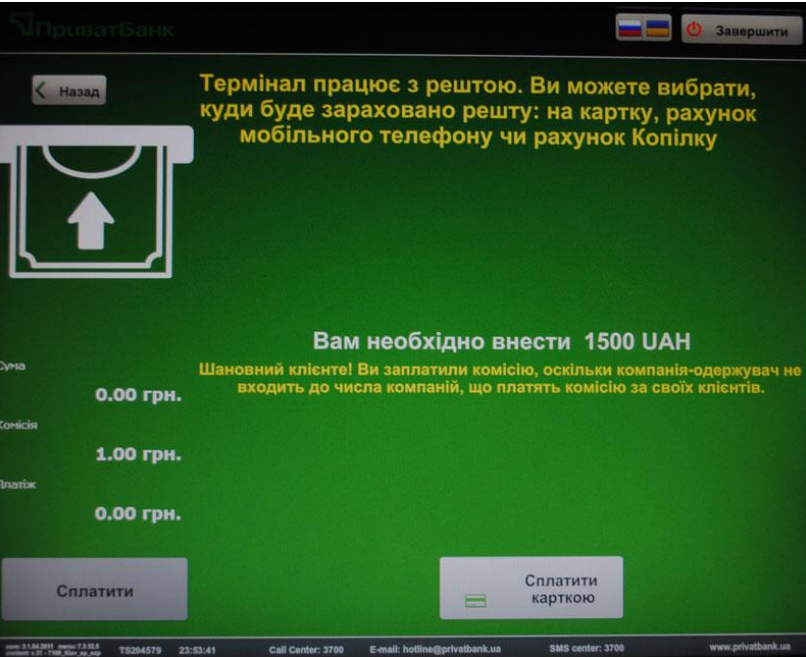 ПриватБанк
Завершити
Назад
Термінал працює з рештою. Ви можете вибрати,
куди буде зараховано решту: на картку, рахунок
мобільного телефону чи рахунок Копілку
Вам необхідно внести 1500 UAH
Шановний клієнте! Ви заплатили комісію, оскільки компанія-одержувач не
входить до числа компаній, що платять комісію за своїх клієнтів.
Сума
0.00 грн.
Комісія
1.00 грн.
Платіж
0.00 грн.
Сплатити
Сплатити
карткою
TS204579 23:53:41 Call Center: 3700 E-mail: hotline@privatbank.ua SMS center: 3700 www.privatbank.ua